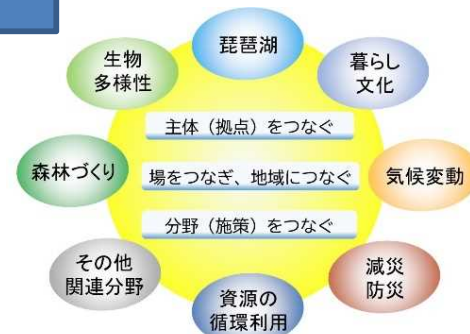 琵琶湖
生物
多様性
暮らし
文化
主体（拠点）をつなぐ
森林づくり
場をつなぎ、地域につなぐ
気候変動
分野（施策）をつなぐ
その他
関連分野
減災
防災
資源の
循環利用